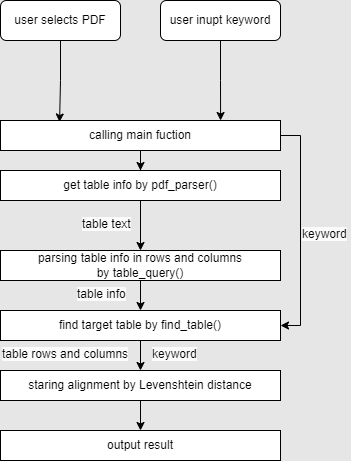 user selects PDF
user inupt keyword
calling main fuction
get table info by pdf_parser()
table text
keyword
parsing table info in rows and columns
by table_query()
table info
find target table by find_table()
table rows and columns
keyword
staring alignment by Levenshtein distance
output result